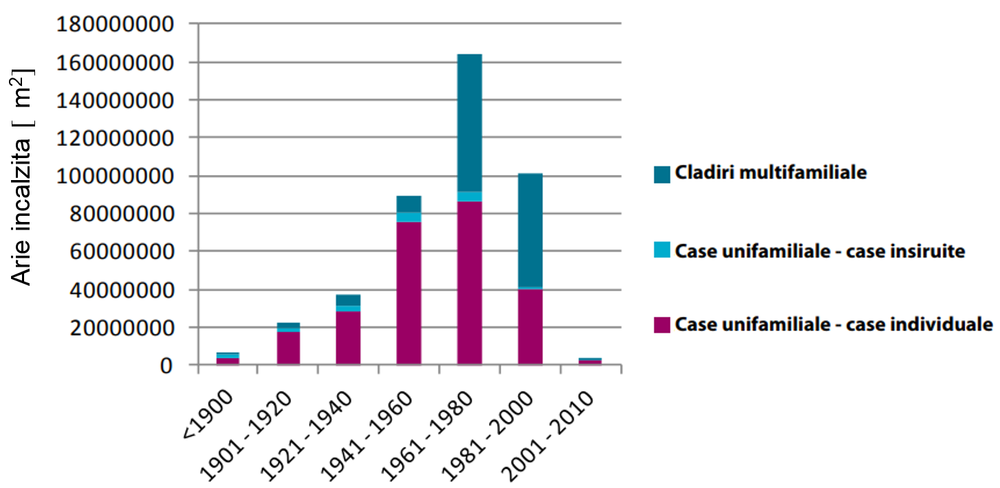 Arie incalzita [ m²]
180000000
160000000
140000000
120000000
100000000
80000000
60000000
40000000
20000000
0
<1900
1901 - 1920
1921 - 1940
1941 - 1960
1961 - 1980
1981 - 2000
2001 - 2010
Cladiri multifamiliale
Case unifamiliale - case insiruite
Case unifamiliale - case individuale